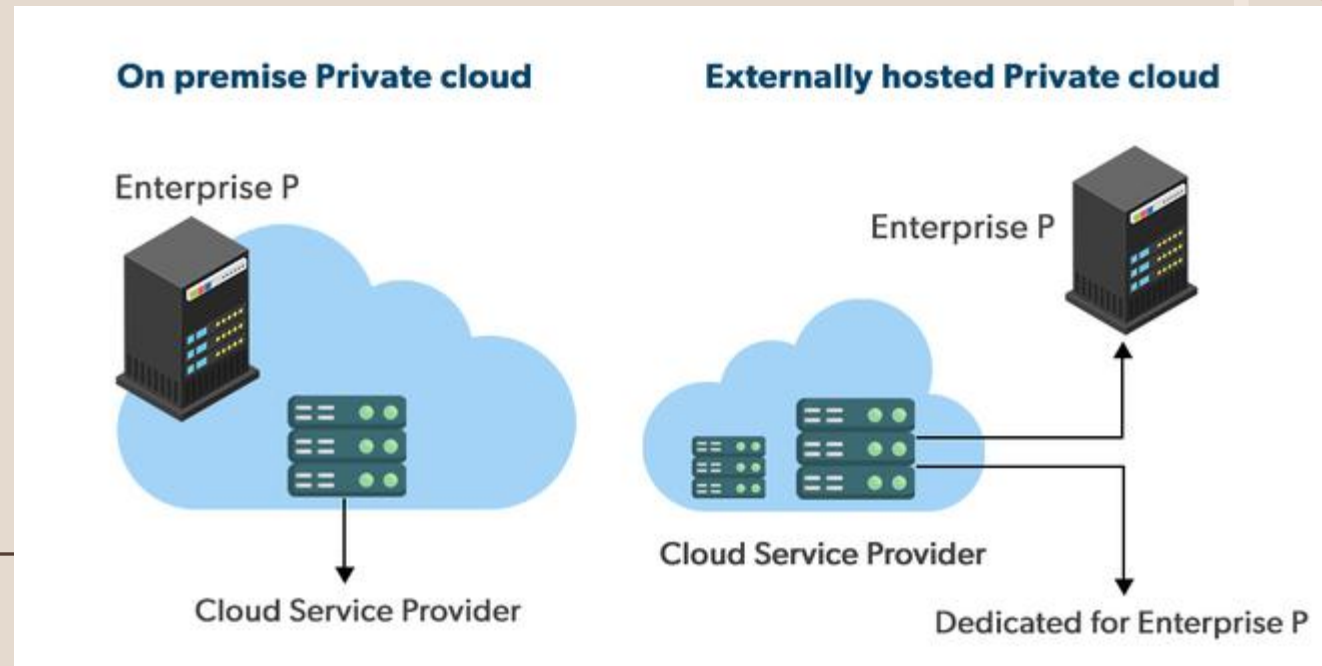 On premise Private cloud
Enterprise P
Cloud Service Provider
Externally hosted Private cloud
Enterprise P
Cloud Service Provider
Dedicated for Enterprise P